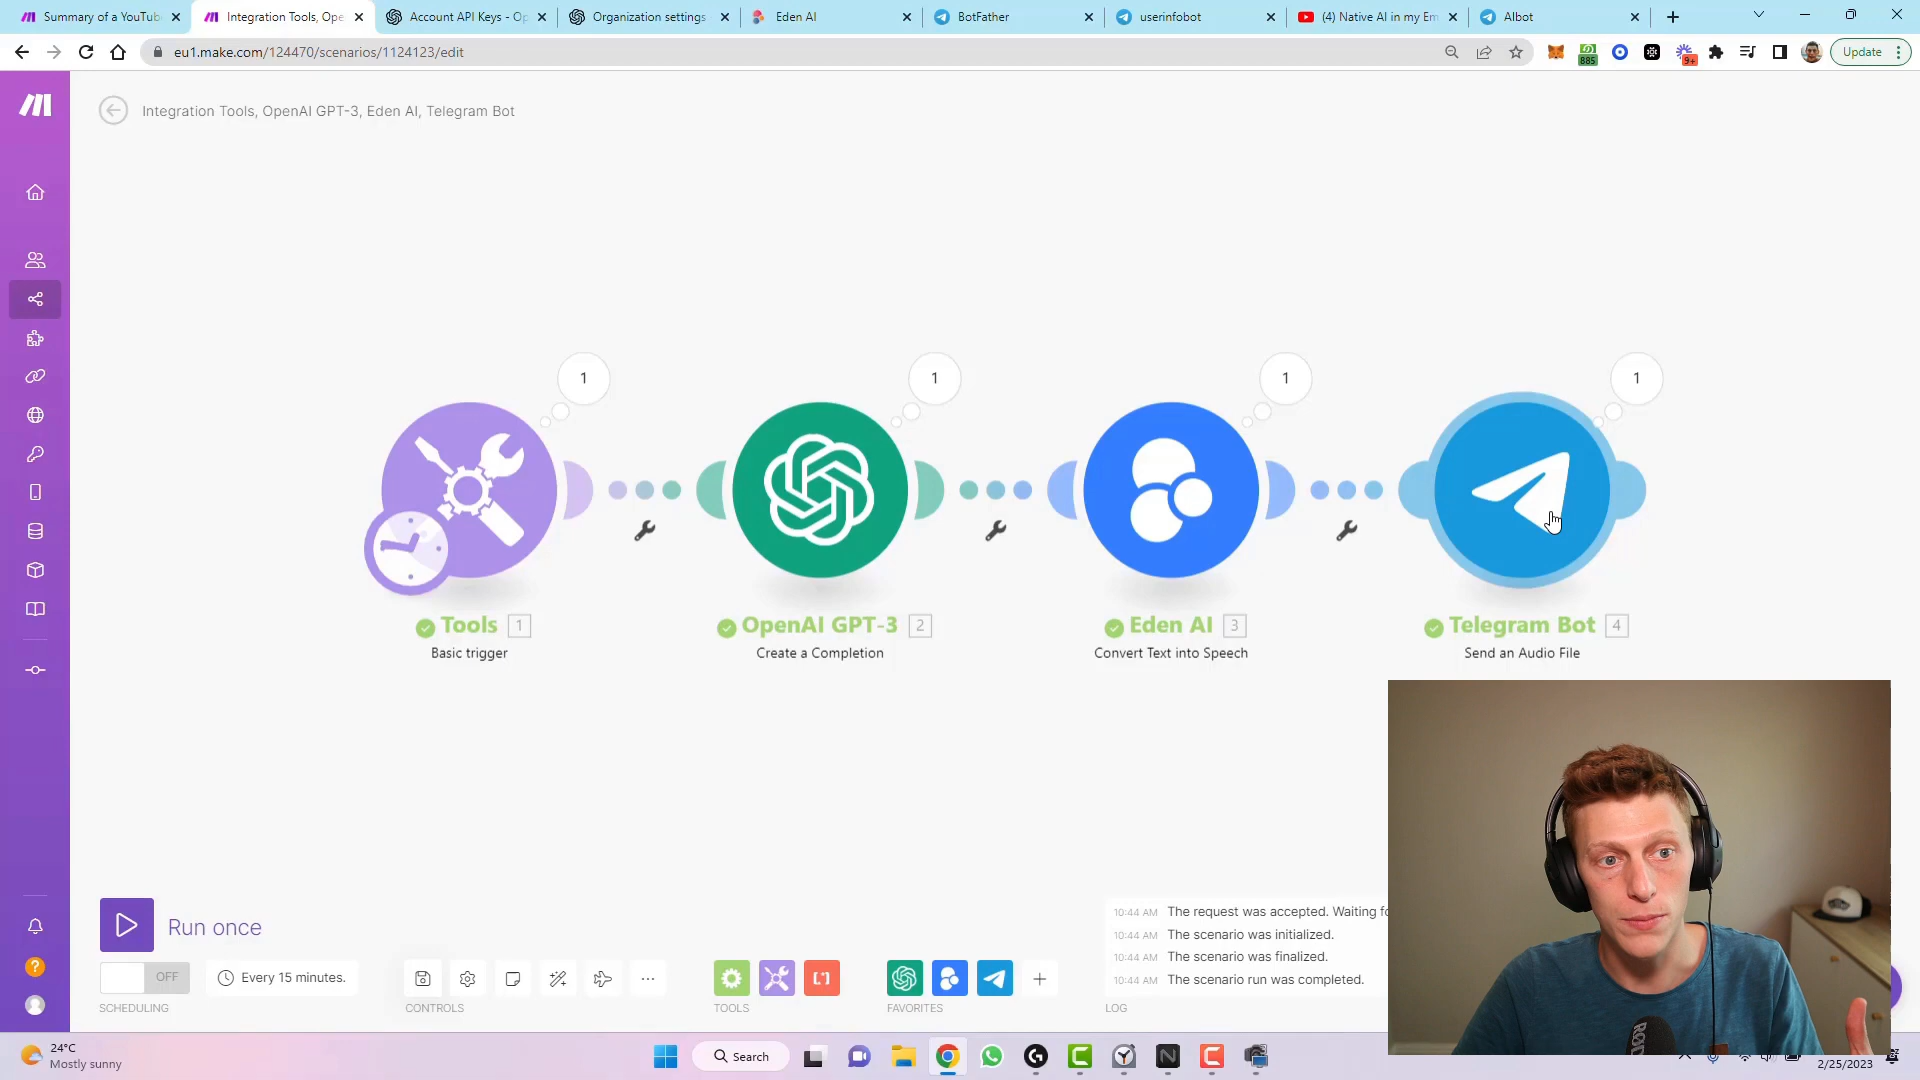 Summary of a YouTub
Integration Tools, Ope
Account API Keys - Op
Organization settings
Eden AI
BotFather
userinfobot
(4) Native AI in my Em
AIbot
eu1.make.com/124470/scenarios/1124123/edit
885
9+
Update
Integration Tools, OpenAI GPT-3, Eden AI, Telegram Bot
1
1
1
1
Tools 1
Basic trigger
OpenAI GPT-3 2
Create a Completion
Eden AI 3
Convert Text into Speech
Telegram Bot 4
Send an Audio File
Run once
OFF
Every 15 minutes.
SCHEDULING
CONTROLS
TOOLS
FAVORITES
10:44 AM The request was accepted. Waiting fo
10:44 AM The scenario was initialized.
10:44 AM The scenario was finalized.
10:44 AM The scenario run was completed.
LOG
?
24°C
Mostly sunny
Search
2/25/2023